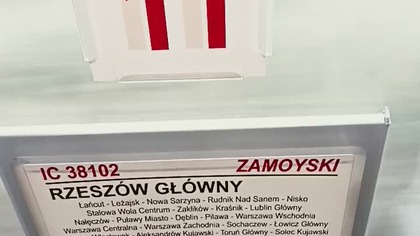 IC 38102 ZAMOYSKI
RZESZÓW GŁÓWNY
Łańcut - Leżajsk - Nowa Sarzyna - Rudnik Nad Sanem - Nisko
Stalowa Wola Centrum - Zaklików - Kraśnik - Lublin Główny
Nałęczów - Puławy Miasto - Dęblin - Pilawa - Warszawa Wschodnia
Warszawa Centralna - Warszawa Zachodnia - Sochaczew - Łowicz Główny
Aleksandrów Kujawski - Toruń Główny - Solec Kujawski